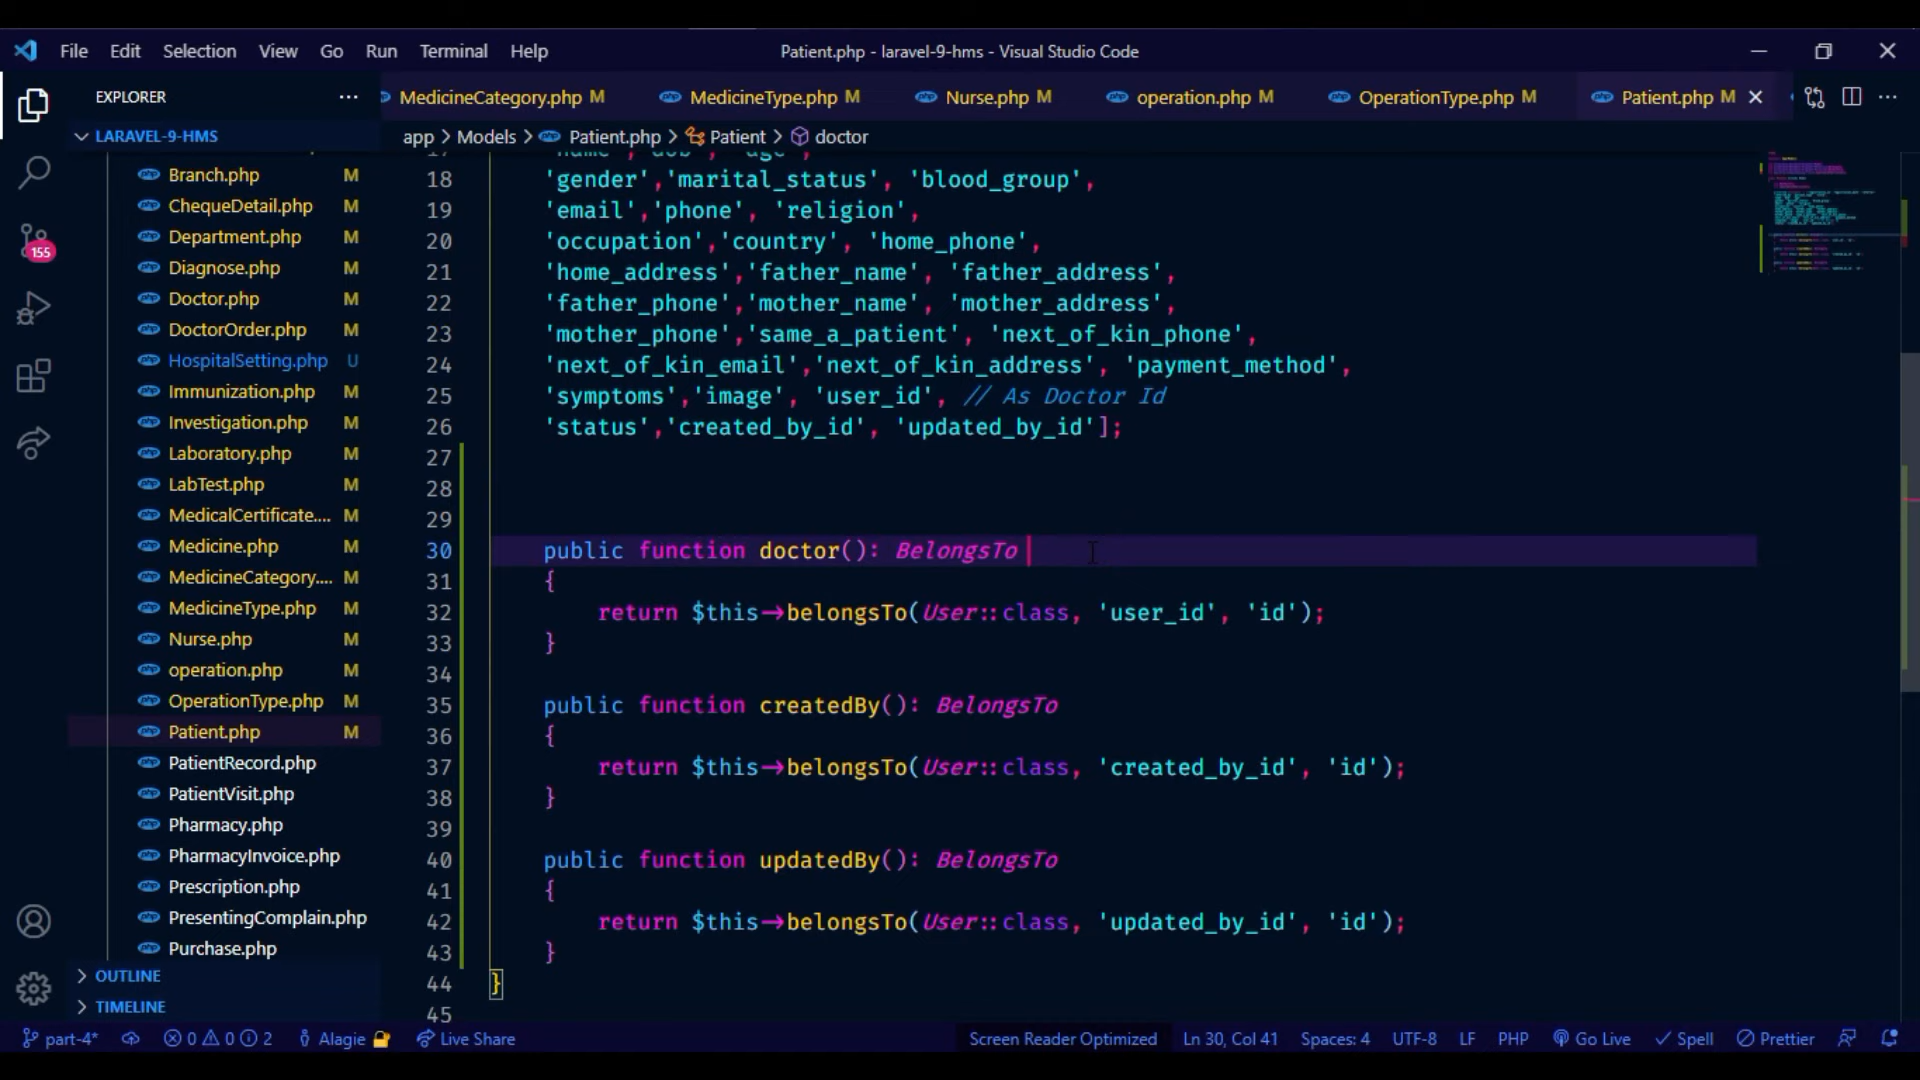 File Edit Selection View Go Run Terminal Help
Patient.php - laravel-9-hms - Visual Studio Code
EXPLORER
MedicineCategory.php M
MedicineType.php M
Nurse.php M
operation.php M
OperationType.php M
Patient.php M
LARAVEL-9-HMS
app > Models > Patient.php > Patient > doctor
Branch.php M
ChequeDetail.php M
Department.php M
Diagnose.php M
Doctor.php M
DoctorOrder.php M
HospitalSetting.php U
Immunization.php M
Investigation.php M
Laboratory.php M
LabTest.php M
MedicalCertificate.... M
Medicine.php M
MedicineCategory.... M
MedicineType.php M
Nurse.php M
operation.php M
OperationType.php M
Patient.php M
PatientRecord.php
PatientVisit.php
Pharmacy.php
PharmacyInvoice.php
Prescription.php
PresentingComplain.php
Purchase.php
OUTLINE
TIMELINE
155
18 'gender','marital_status', 'blood_group',
19 'email','phone', 'religion',
20 'occupation','country', 'home_phone',
21 'home_address','father_name', 'father_address',
22 'father_phone','mother_name', 'mother_address',
23 'mother_phone','same_a_patient', 'next_of_kin_phone',
24 'next_of_kin_email','next_of_kin_address', 'payment_method',
25 'symptoms','image', 'user_id', // As Doctor Id
26 'status','created_by_id', 'updated_by_id'];
27
28
29
30 public function doctor(): BelongsTo
31 {
32 return $this->belongsTo(User::class, 'user_id', 'id');
33 }
34
35 public function createdBy(): BelongsTo
36 {
37 return $this->belongsTo(User::class, 'created_by_id', 'id');
38 }
39
40 public function updatedBy(): BelongsTo
41 {
42 return $this->belongsTo(User::class, 'updated_by_id', 'id');
43 }
44 }
45
part-4* 0 0 2 Alagie Live Share Screen Reader Optimized Ln 30, Col 41 Spaces: 4 UTF-8 LF PHP Go Live Spell Prettier